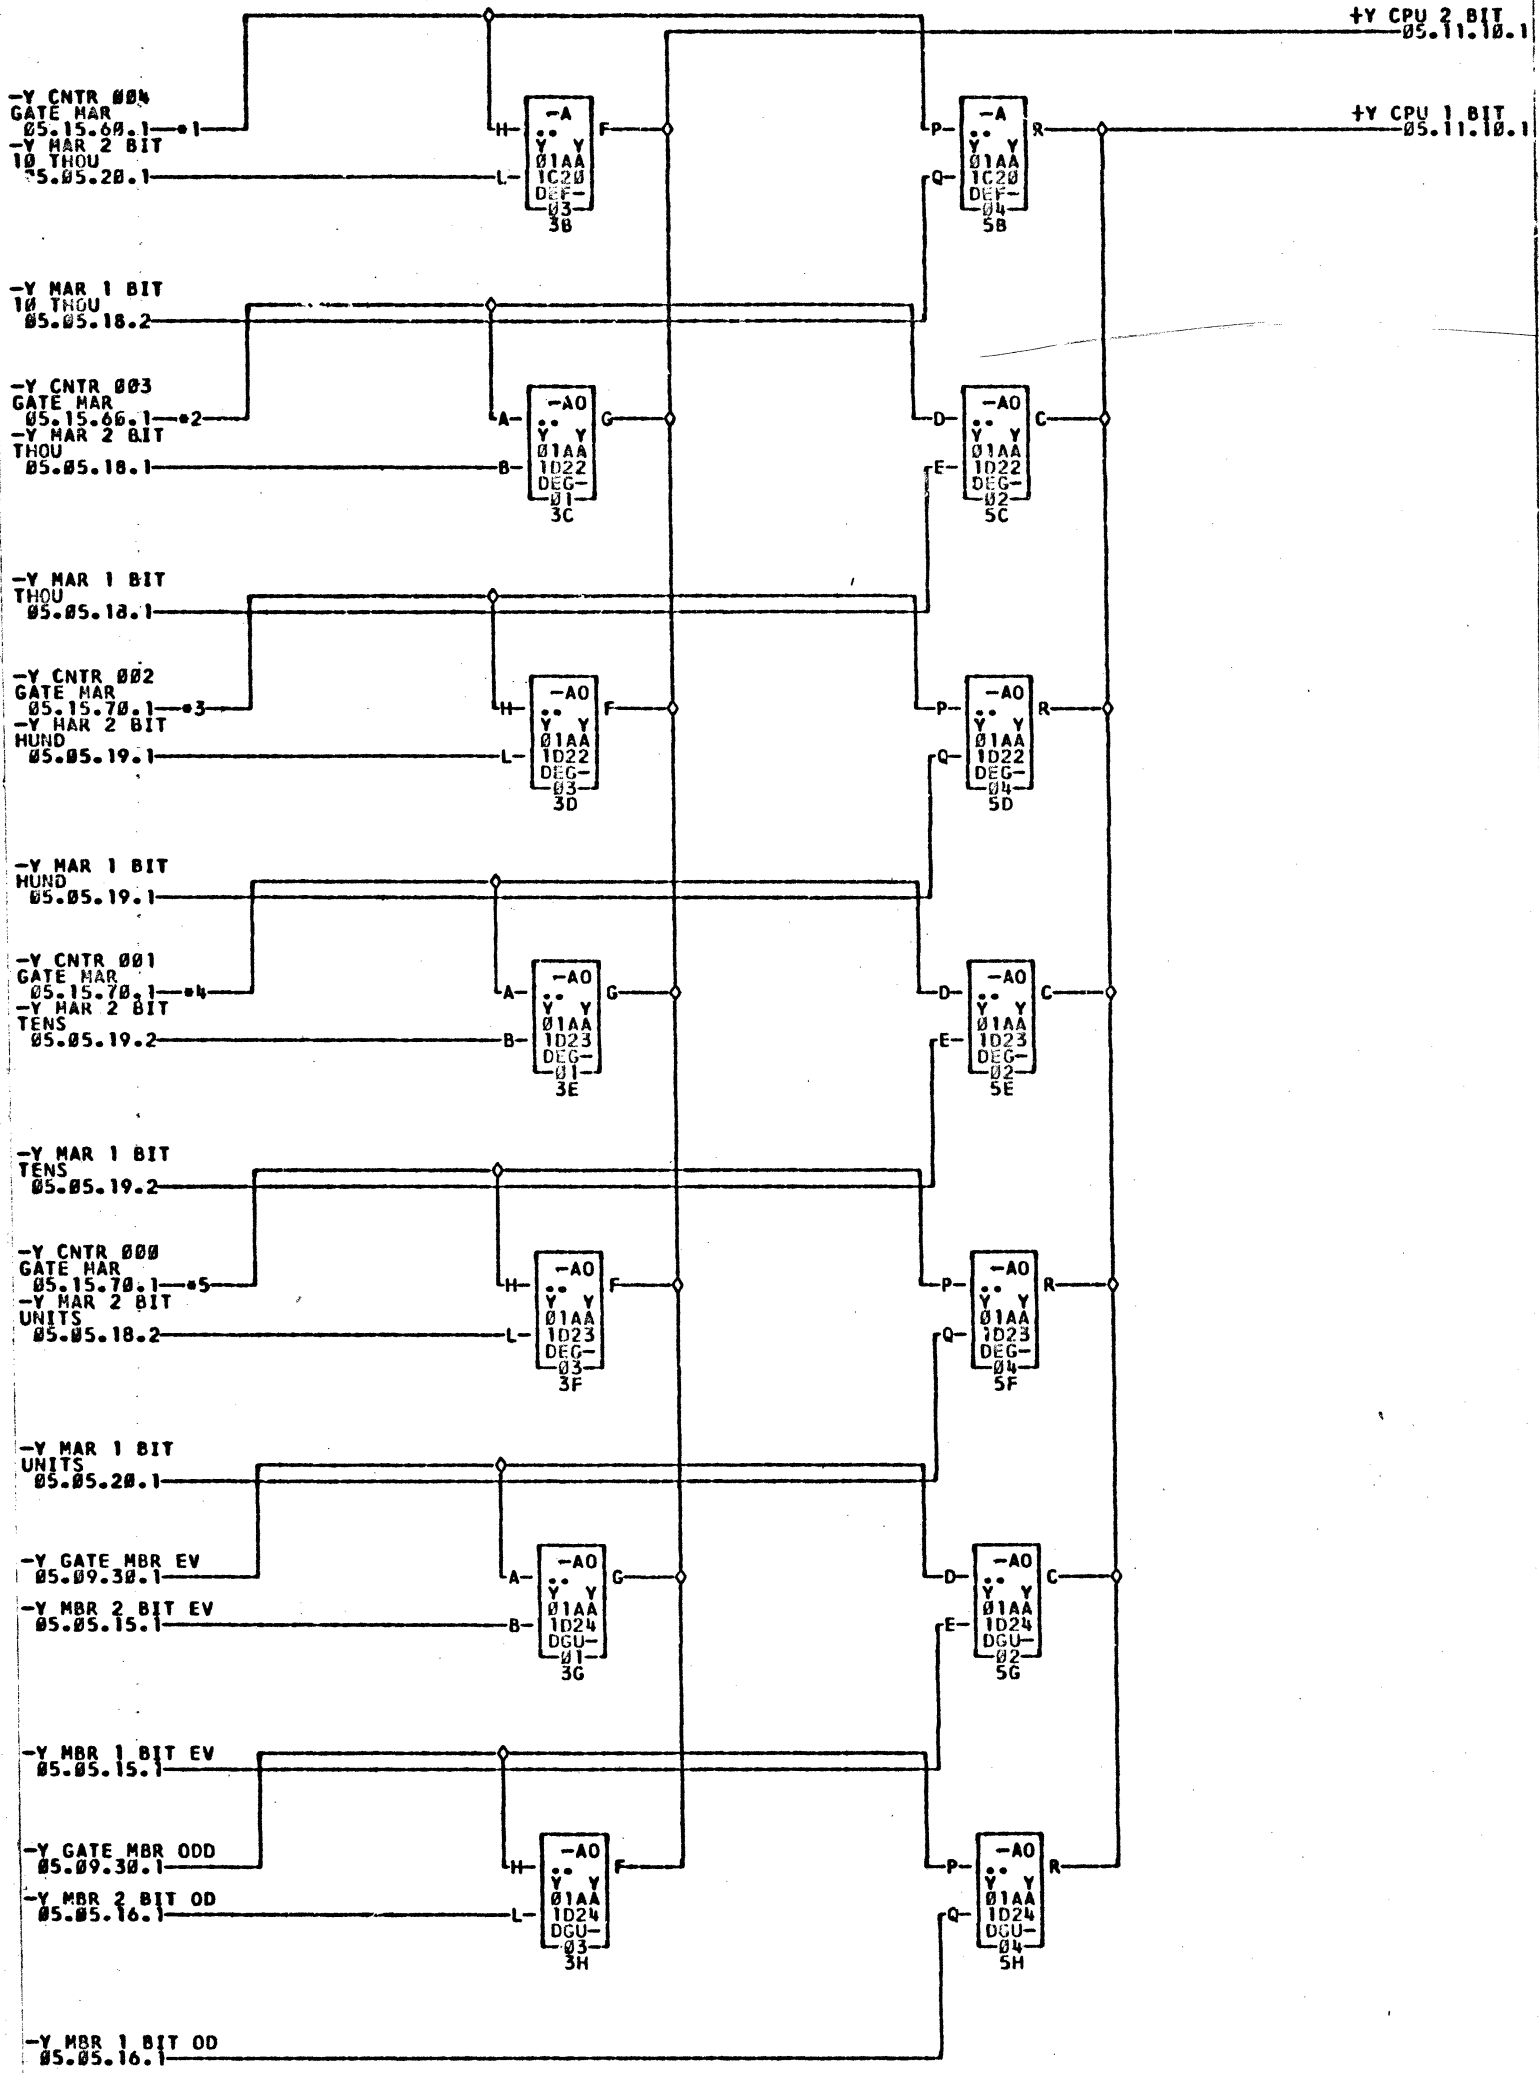 +Y CPU 2 BIT
05.11.10.1
-Y CNTR 004
GATE MAR
05.15.60.1 *1
-Y MAR 2 BIT
10 THOU
05.05.20.1
H L F
-A
..
Y Y
01AA
1C20
DEF-
03
3B
P Q R
-A
..
Y Y
01AA
1C20
DEF-
04
5B
+Y CPU 1 BIT
05.11.10.1
-Y MAR 1 BIT
10 THOU
05.05.18.2
-Y CNTR 003
GATE MAR
05.15.60.1 *2
-Y MAR 2 BIT
THOU
05.05.18.1
A B G
-AO
..
Y Y
01AA
1D22
DEG-
01
3C
D E C
-AO
..
Y Y
01AA
1D22
DEG-
02
5C
-Y MAR 1 BIT
THOU
05.05.18.1
-Y CNTR 002
GATE MAR
05.15.70.1 *3
-Y MAR 2 BIT
HUND
05.05.19.1
H L F
-AO
..
Y Y
01AA
1D22
DEG-
03
3D
P Q R
-AO
..
Y Y
01AA
1D22
DEG-
04
5D
-Y MAR 1 BIT
HUND
05.05.19.1
-Y CNTR 001
GATE MAR
05.15.70.1 *4
-Y MAR 2 BIT
TENS
05.05.19.2
A B G
-AO
..
Y Y
01AA
1D23
DEG-
01
3E
D E C
-AO
..
Y Y
01AA
1D23
DEG-
02
5E
-Y MAR 1 BIT
TENS
05.05.19.2
-Y CNTR 000
GATE MAR
05.15.70.1 *5
-Y MAR 2 BIT
UNITS
05.05.18.2
H L F
-AO
..
Y Y
01AA
1D23
DEG-
03
3F
P Q R
-AO
..
Y Y
01AA
1D23
DEG-
04
5F
-Y MAR 1 BIT
UNITS
05.05.20.1
-Y GATE MBR EV
05.09.30.1
-Y MBR 2 BIT EV
05.05.15.1
A B G
-AO
..
Y Y
01AA
1D24
DGU-
01
3G
D E C
-AO
..
Y Y
01AA
1D24
DGU-
02
5G
-Y MBR 1 BIT EV
05.05.15.1
-Y GATE MBR ODD
05.09.30.1
-Y MBR 2 BIT OD
05.05.16.1
H L F
-AO
..
Y Y
01AA
1D24
DGU-
03
3H
P Q R
-AO
..
Y Y
01AA
1D24
DGU-
04
5H
-Y MBR 1 BIT OD
05.05.16.1